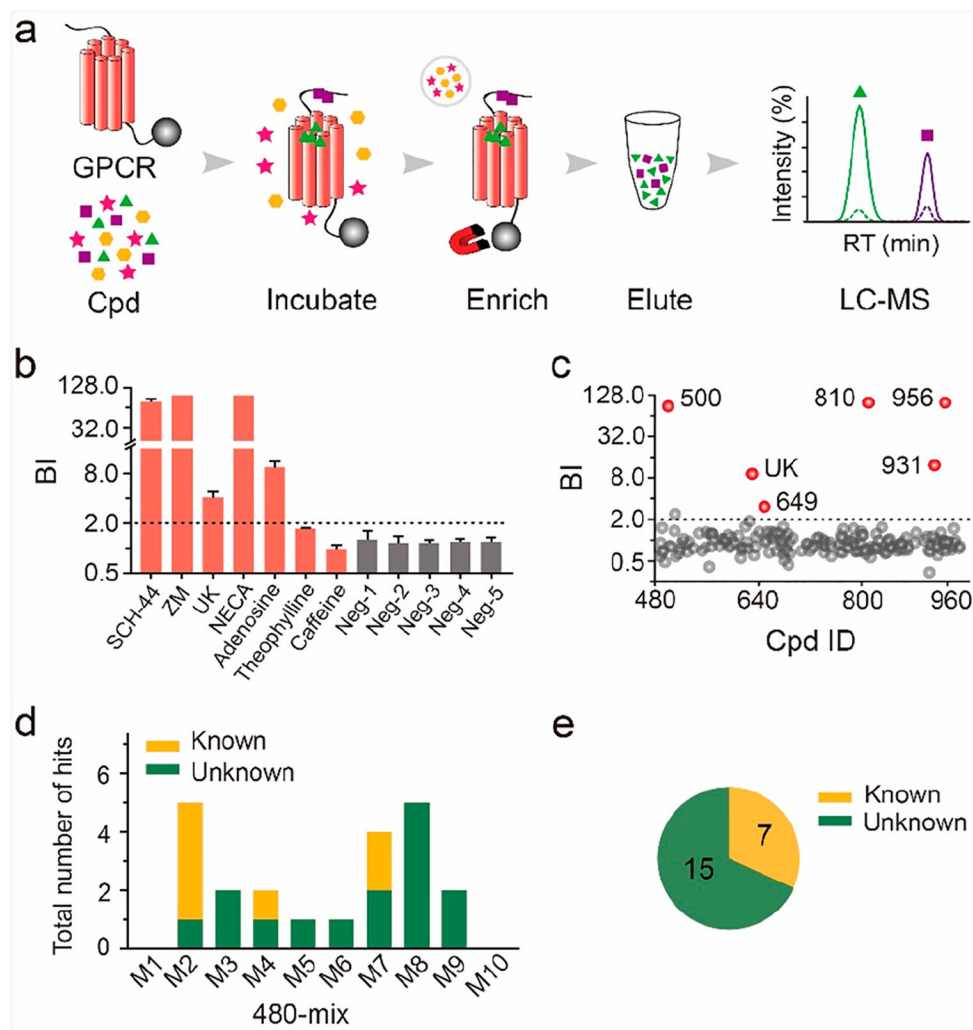 a
GPCR
Cpd
Incubate
Enrich
Elute
LC-MS
Intensity (%)
RT (min)
b
BI
128.0
32.0
8.0
2.0
0.5
SCH-44
ZM
UK
NECA
Adenosine
Theophylline
Caffeine
Neg-1
Neg-2
Neg-3
Neg-4
Neg-5
c
BI
128.0
32.0
8.0
2.0
0.5
500
810
956
UK
931
649
480
640
800
960
Cpd ID
d
Total number of hits
6
4
2
0
Known
Unknown
M1
M2
M3
M4
M5
M6
M7
M8
M9
M10
480-mix
e
7
15
Known
Unknown